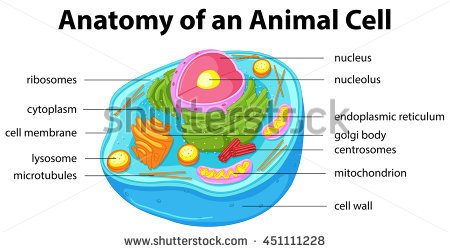 Anatomy of an Animal Cell
nucleus
nucleolus
ribosomes
cytoplasm
cell membrane
lysosome
microtubules
endoplasmic reticulum
golgi body
centrosomes
mitochondrion
cell wall
shutterstock
www.shutterstock.com · 451111228